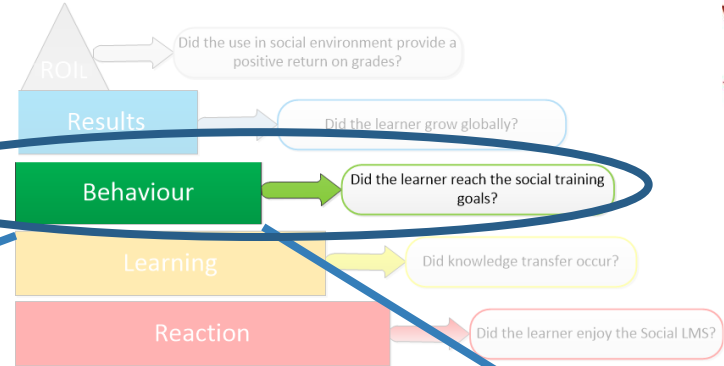 Did the use in social environment provide a
positive return on grades?
ROIL
Results
Did the learner grow globally?
Behaviour
Did the learner reach the social training
goals?
Learning
Did knowledge transfer occur?
Reaction
Did the learner enjoy the Social LMS?